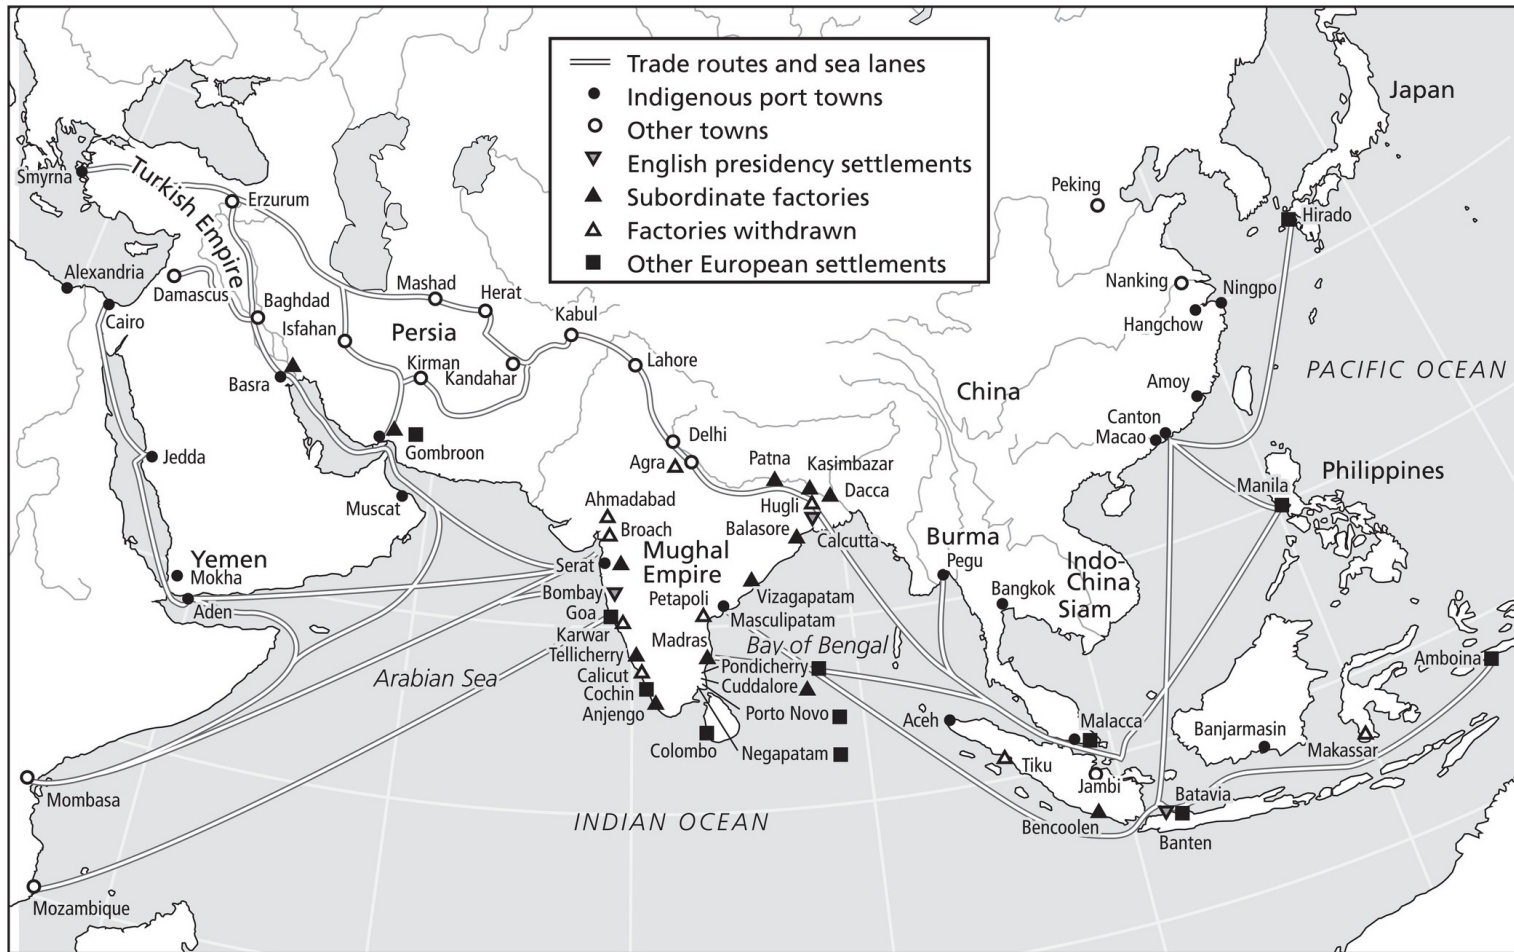 Trade routes and sea lanes
Indigenous port towns
Other towns
English presidency settlements
Subordinate factories
Factories withdrawn
Other European settlements
Japan
Smyrna
Turkish Empire
Erzurum
Peking
Hirado
Alexandria
Damascus
Cairo
Baghdad
Isfahan
Mashad
Herat
Kabul
Nanking
Ningpo
Hangchow
Persia
Kirman
Kandahar
Lahore
Basra
PACIFIC OCEAN
China
Amoy
Canton
Macao
Jedda
Gombroon
Delhi
Agra
Patna
Kasimbazar
Dacca
Philippines
Manila
Muscat
Ahmadabad
Broach
Hugli
Balasore
Calcutta
Mughal
Empire
Burma
Pegu
Indo-
China
Siam
Bangkok
Yemen
Mokha
Aden
Serat
Bombay
Goa
Karwar
Tellicherry
Calicut
Cochin
Anjengo
Petapoli
Vizagapatam
Masculipatam
Madras
Bay of Bengal
Pondicherry
Cuddalore
Porto Novo
Negapatam
Colombo
Arabian Sea
Amboina
Aceh
Malacca
Banjarmasin
Makassar
Tiku
Jambi
Batavia
Bencoolen
Banten
Mombasa
INDIAN OCEAN
Mozambique